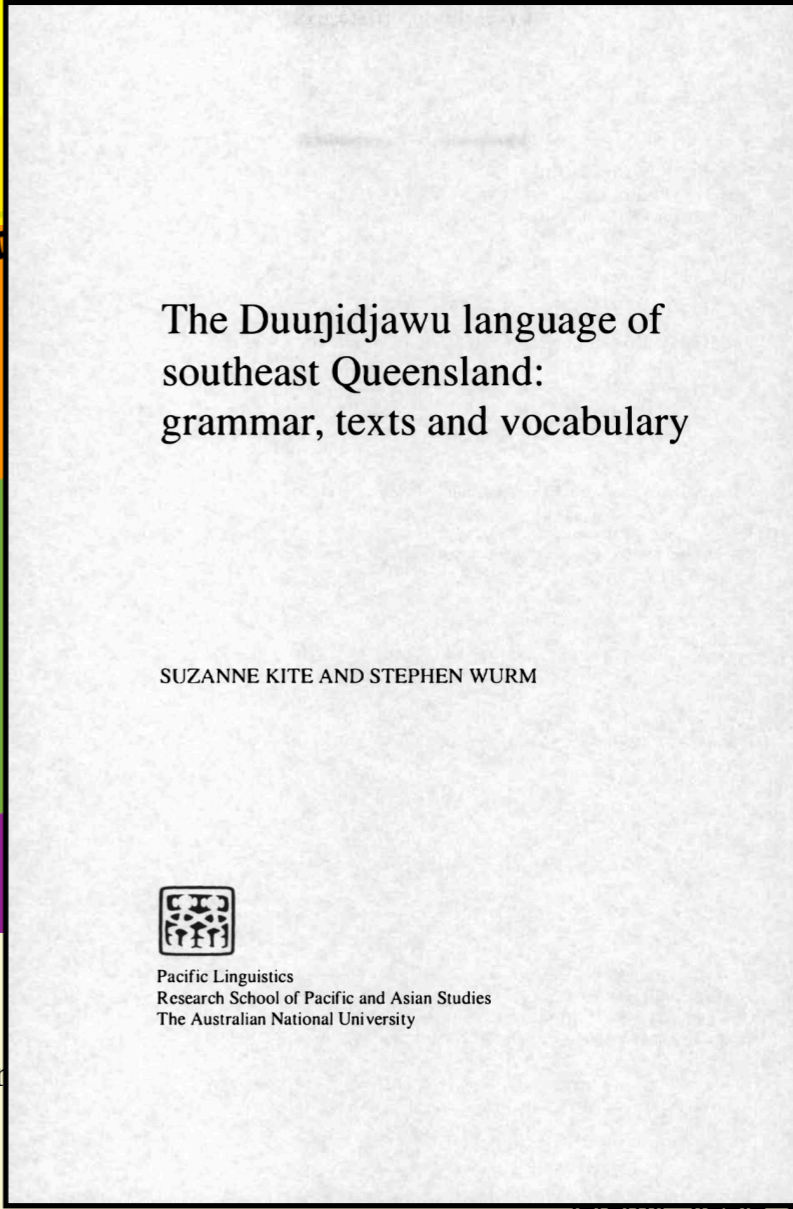 The Duuŋidjawu language of
southeast Queensland:
grammar, texts and vocabulary
SUZANNE KITE AND STEPHEN WURM
Pacific Linguistics
Research School of Pacific and Asian Studies
The Australian National University